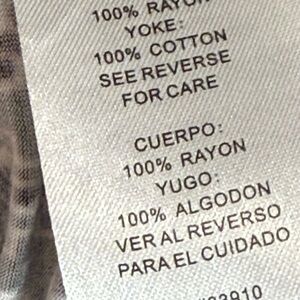 100% RAYON
YOKE:
100% COTTON
SEE REVERSE
FOR CARE
CUERPO:
100% RAYON
YUGO:
100% ALGODON
VER AL REVERSO
PARA EL CUIDADO